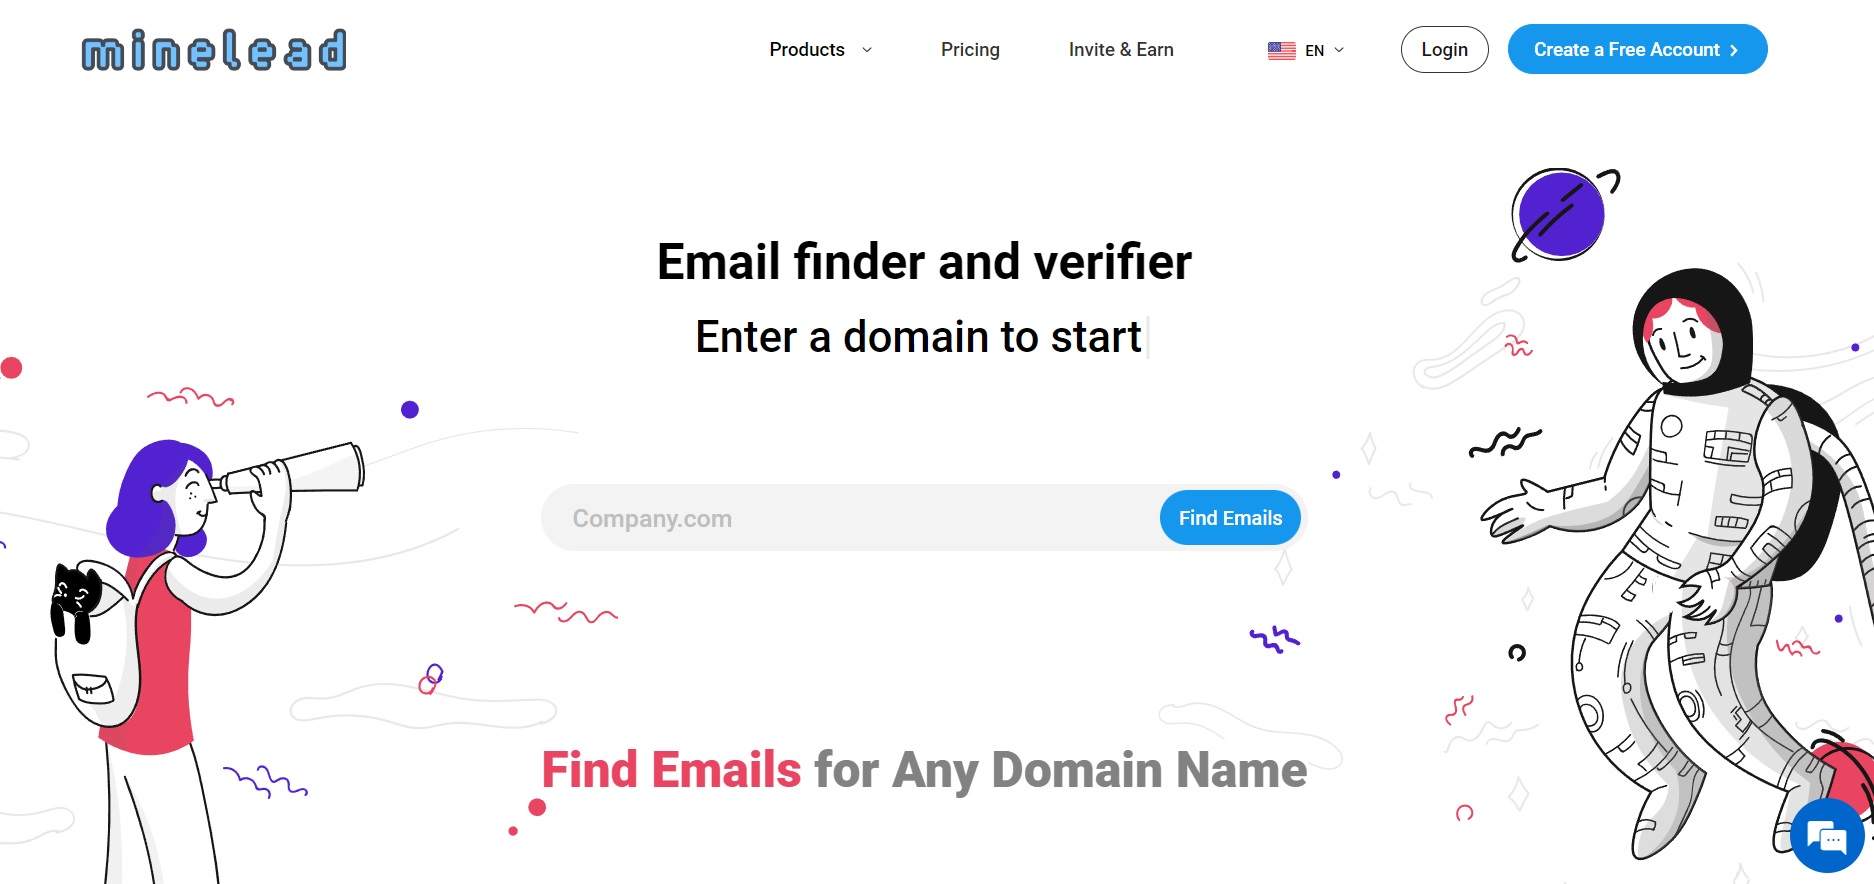 minelead
Products
Pricing
Invite & Earn
EN
Login
Create a Free Account
Email finder and verifier
Enter a domain to start
Company.com
Find Emails
Find Emails for Any Domain Name